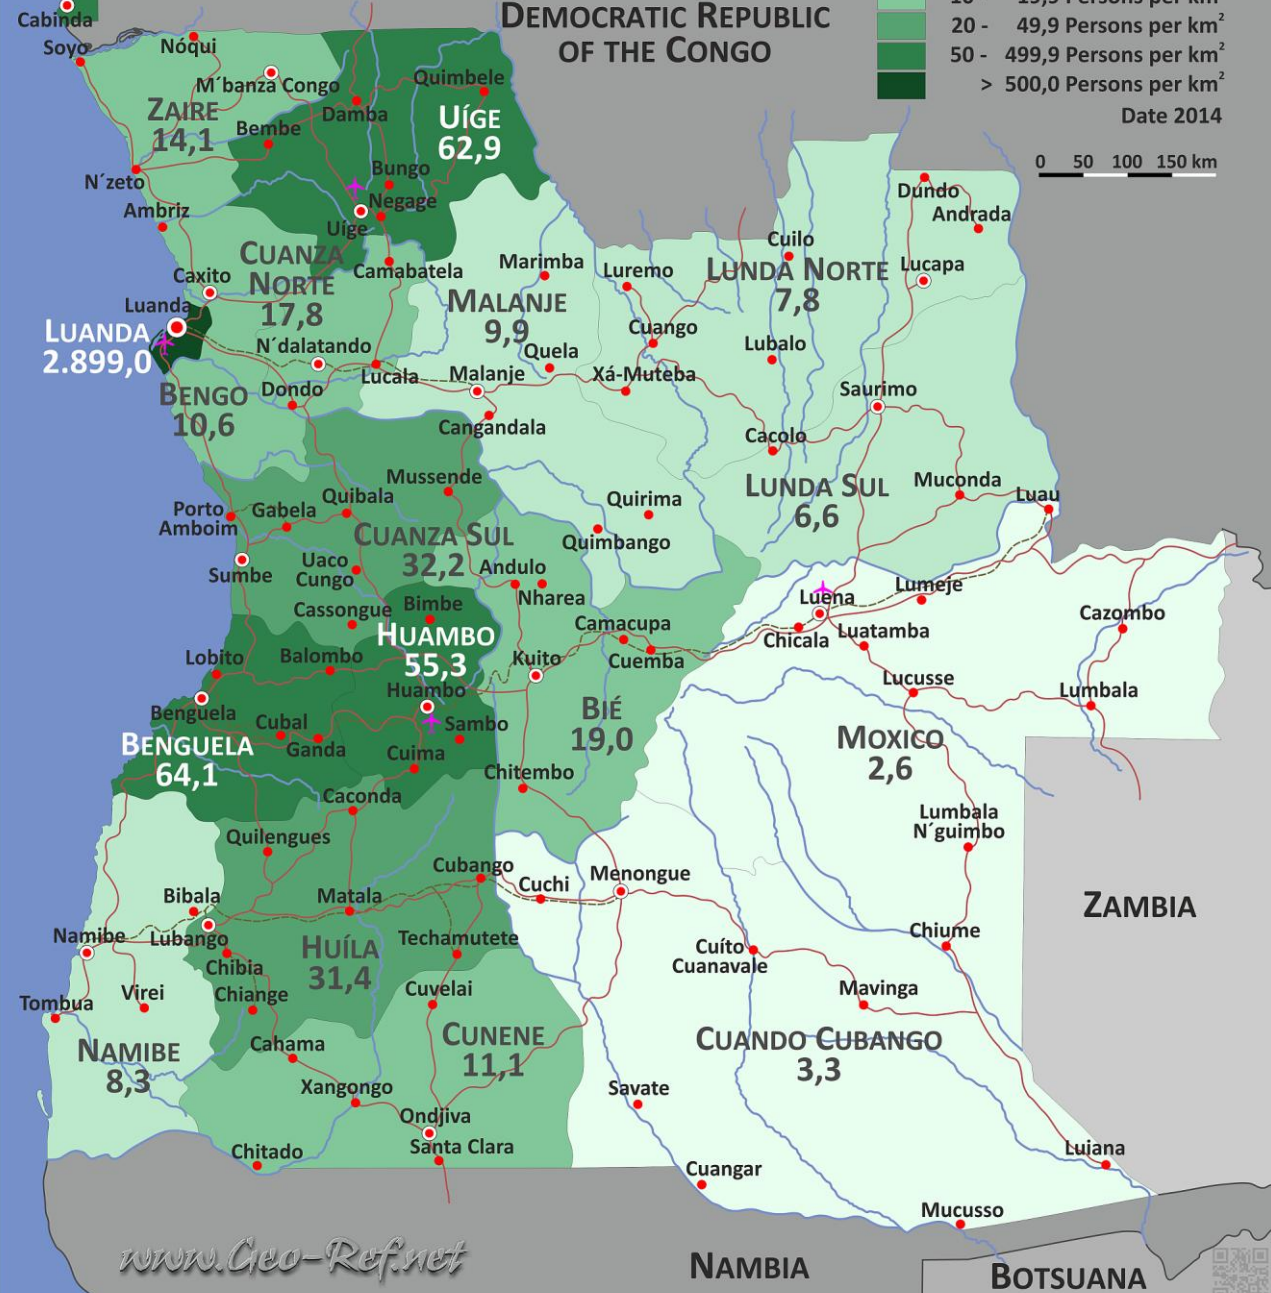 Cabinda
DEMOCRATIC REPUBLIC
OF THE CONGO
20 - 49,9 Persons per km²
50 - 499,9 Persons per km²
> 500,0 Persons per km²
Date 2014
0 50 100 150 km
Soyo
Nóqui
M´banza Congo
Quimbele
ZAIRE
14,1
Damba
Bembe
UÍGE
62,9
Bungo
N´zeto
Negage
Ambriz
Uíge
Dundo
Andrada
CUANZA
NORTE
17,8
Camabatela
Caxito
Marimba
Luremo
Cuilo
LUNDA NORTE
7,8
Lucapa
Luanda
LUANDA
2.899,0
MALANJE
9,9
Cuango
N´dalatando
Quela
Lubalo
Lucala
Malanje
Xá-Muteba
BENGO
10,6
Dondo
Saurimo
Cangandala
Cacolo
Mussende
LUNDA SUL
6,6
Muconda
Luau
Porto
Amboim
Gabela
Quibala
Quirima
CUANZA SUL
32,2
Quimbango
Sumbe
Uaco
Cungo
Andulo
Nharea
Lumeje
Luena
Cassongue
Bimbe
HUAMBO
55,3
Camacupa
Chicala
Luatamba
Cazombo
Lobito
Balombo
Kuito
Cuemba
Lucusse
Lumbala
Huambo
Benguela
Cubal
Ganda
Sambo
BIÉ
19,0
BENGUELA
64,1
Cuima
MOXICO
2,6
Chitembo
Caconda
Lumbala
N´guimbo
Quilengues
Cubango
Cuchi
Menongue
Bibala
Matala
ZAMBIA
Namibe
Lubango
Techamutete
Chiume
HUÍLA
31,4
Cuíto
Cuanavale
Chibia
Tombua
Virei
Chiange
Cuvelai
Mavinga
NAMIBE
8,3
Cahama
CUNENE
11,1
CUANDO CUBANGO
3,3
Xangongo
Savate
Ondjiva
Chitado
Santa Clara
Luiana
Cuangar
Mucusso
www.Geo-Ref.net
NAMBIA
BOTSUANA